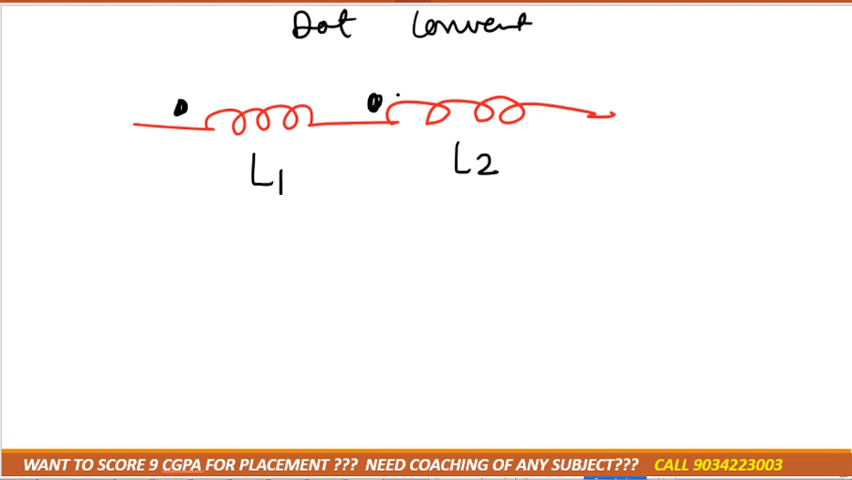 Dot Convent
L1
L2
WANT TO SCORE 9 CGPA FOR PLACEMENT ??? NEED COACHING OF ANY SUBJECT??? CALL 9034223003